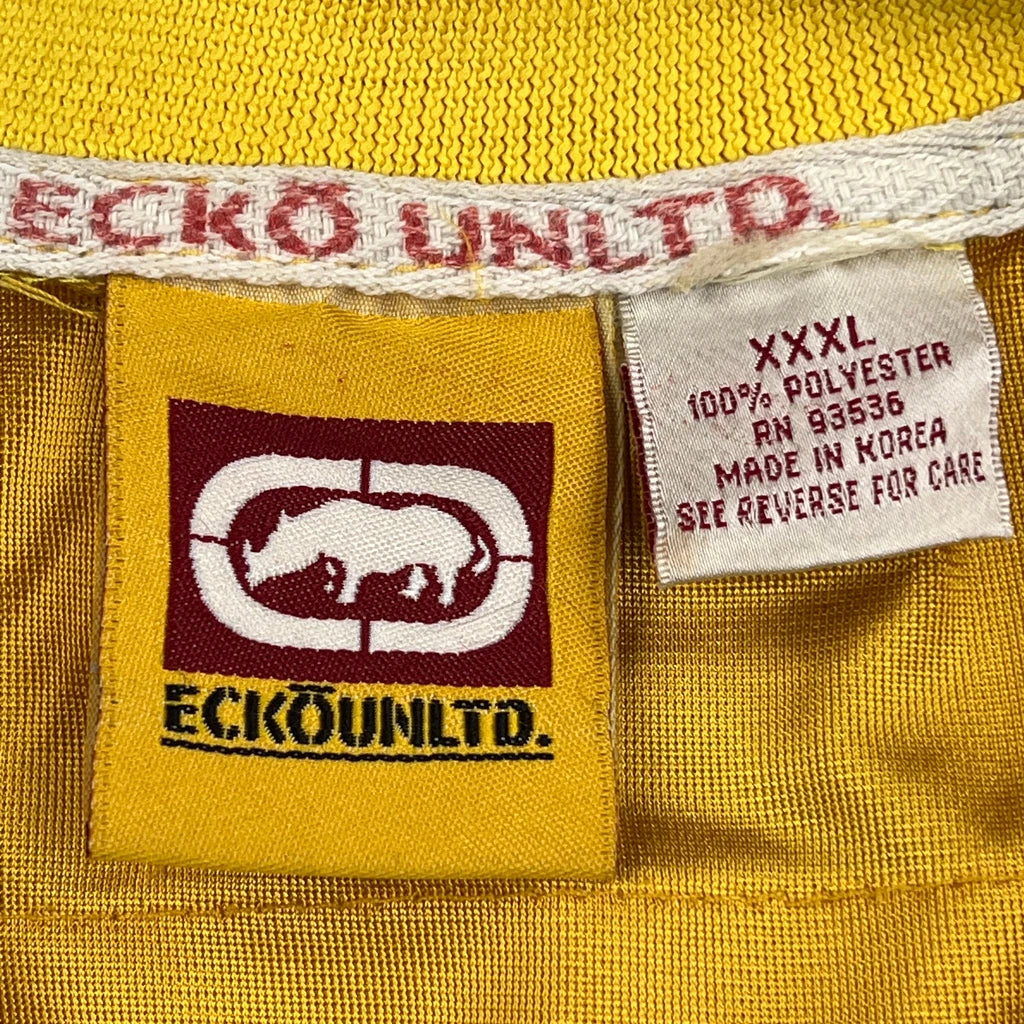 ECKŌ UNLTD.
XXXL
100% POLYESTER
RN 93536
MADE IN KOREA
SEE REVERSE FOR CARE
ECKŌUNLTD.